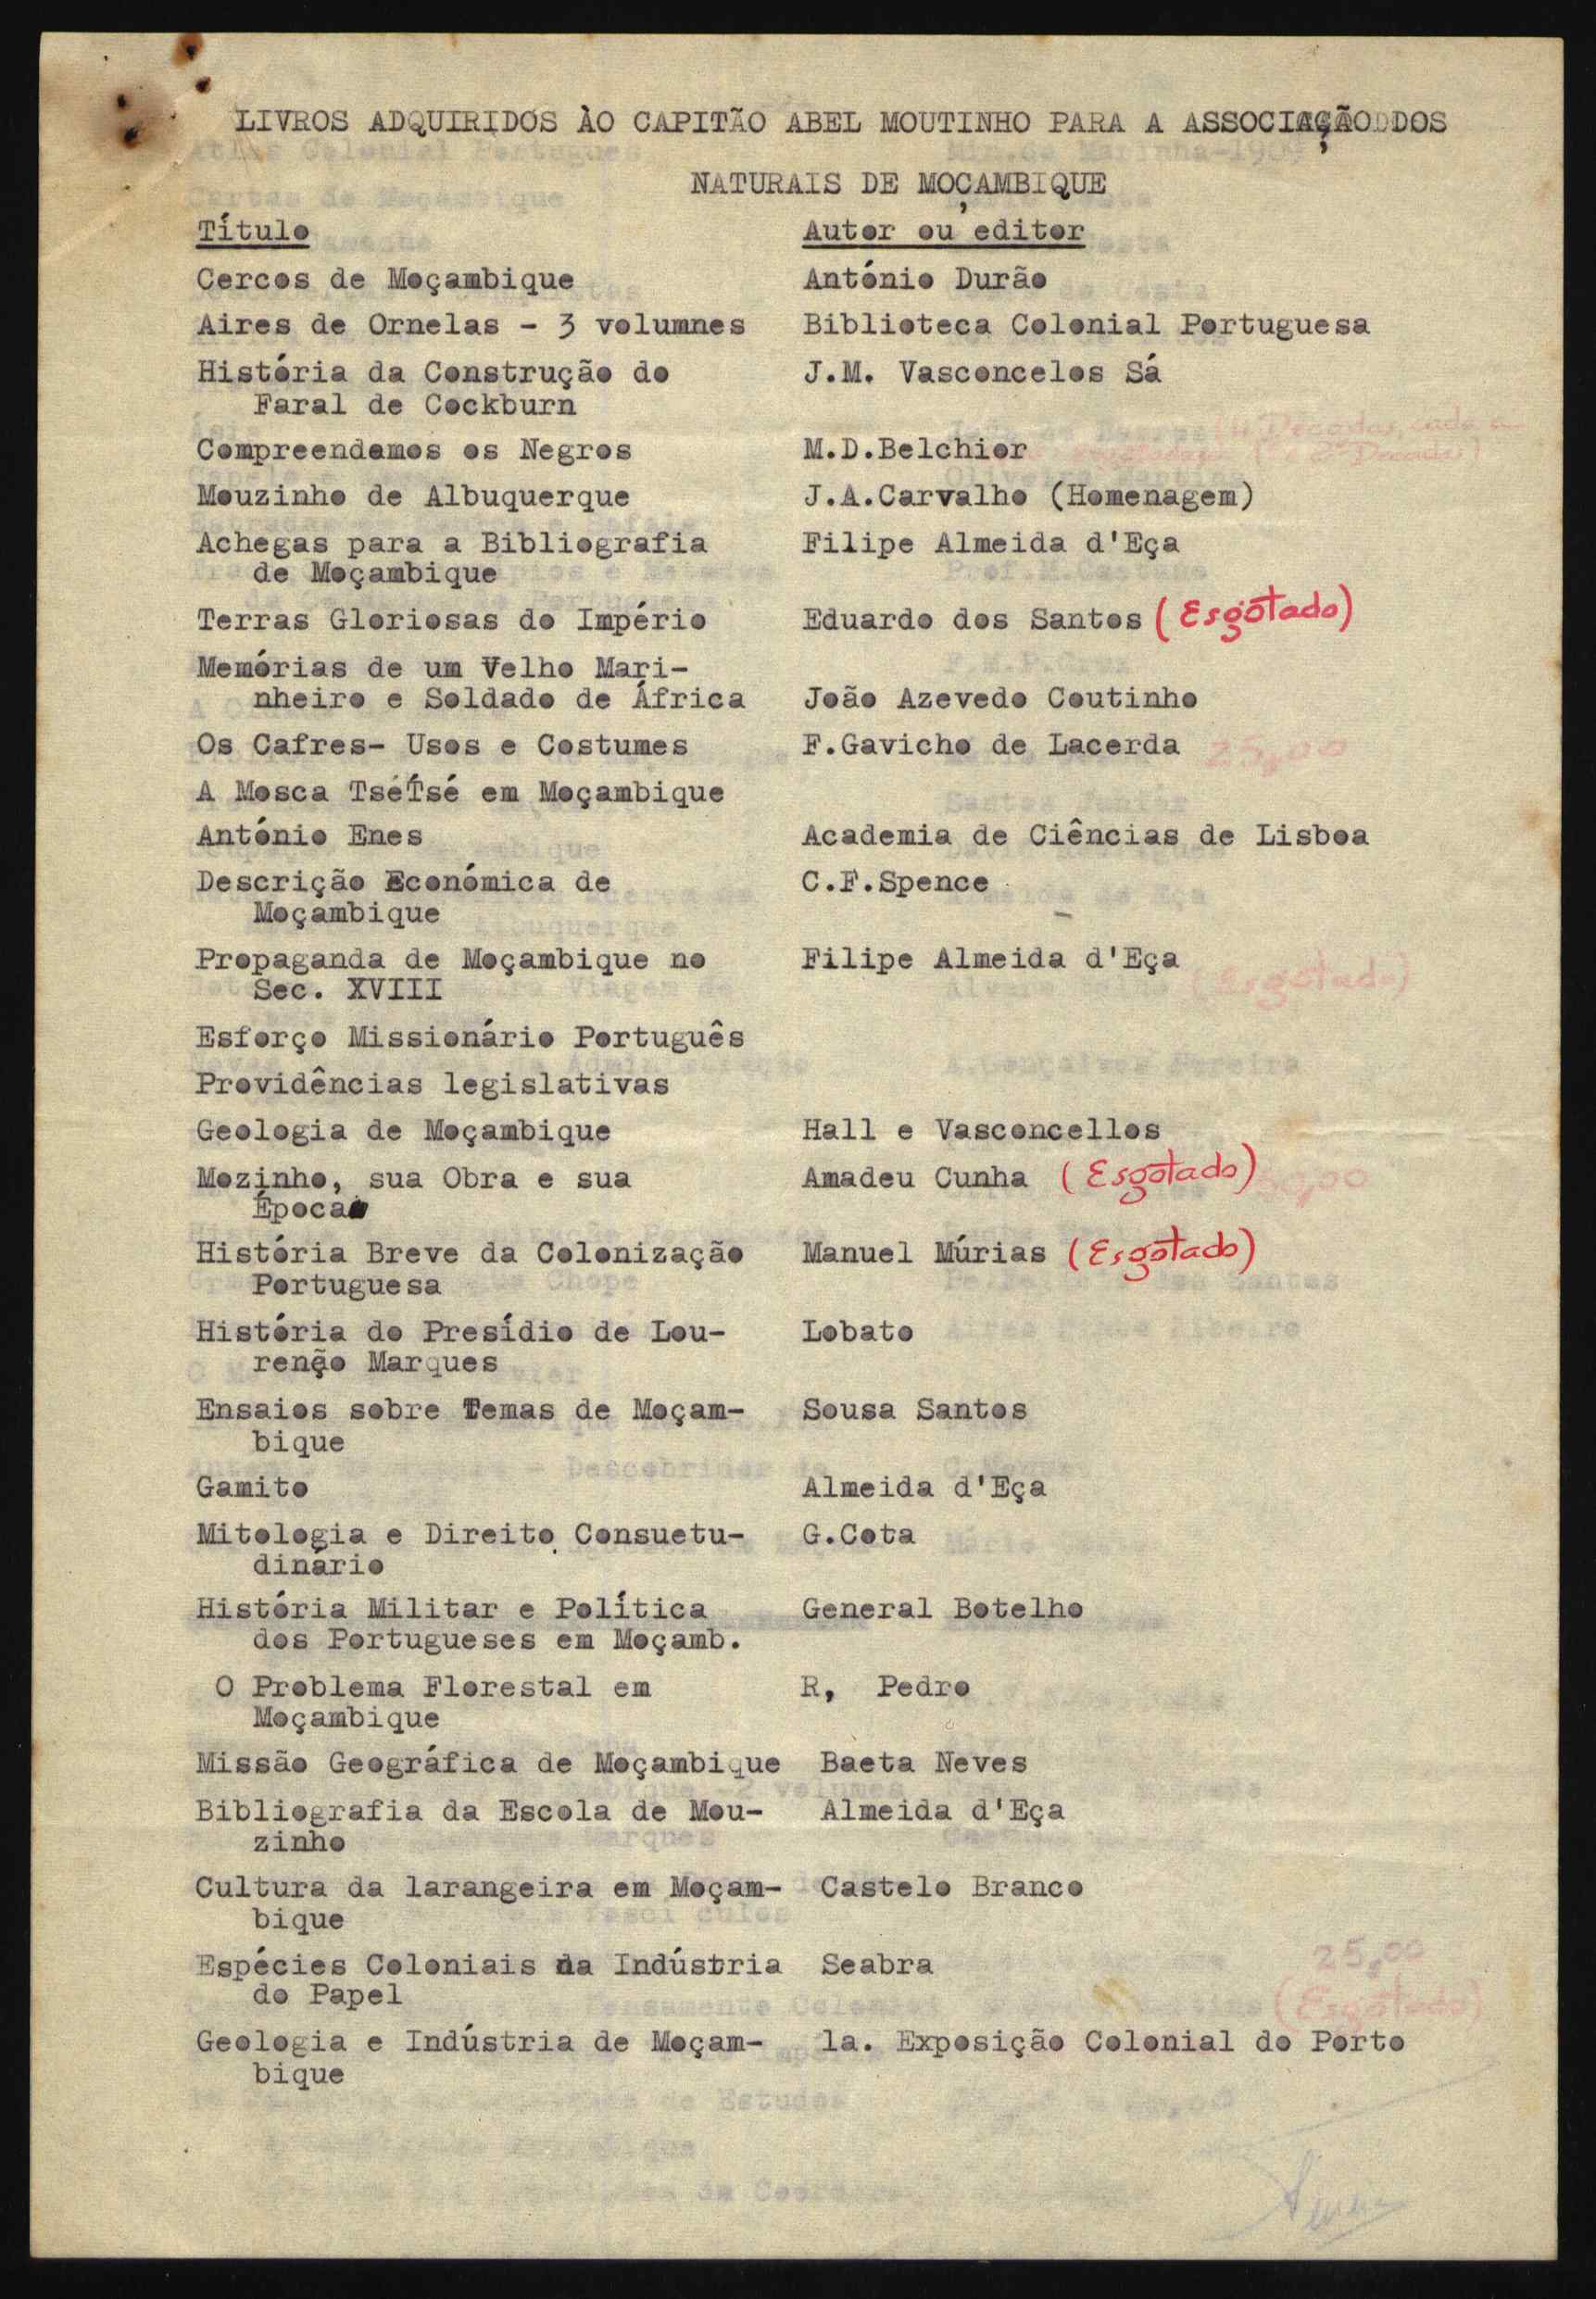 LIVROS ADQUIRIDOS ÀO CAPITÃO ABEL MOUTINHO PARA A ASSOCIAÇÃO DDOS
NATURAIS DE MOÇAMBIQUE
Título Autor ou editor
Cercos de Moçambique António Durão
Aires de Ornelas - 3 volumnes Biblioteca Colonial Portuguesa
História da Construção do J.M. Vasconcelos Sá
Faral de Cockburn
Compreendamos os Negros M.D.Belchior
Mouzinho de Albuquerque J.A.Carvalho (Homenagem)
Achegas para a Bibliografia Filipe Almeida d'Eça
de Moçambique
Terras Gloriosas do Império Eduardo dos Santos (Esgotado)
Memórias de um Velho Mari-
nheiro e Soldado de África João Azevedo Coutinho
Os Cafres- Usos e Costumes F.Gavicho de Lacerda
A Mosca TséTsé em Moçambique
António Enes Academia de Ciências de Lisboa
Descrição Económica de C.F.Spence
Moçambique
Propaganda de Moçambique no Filipe Almeida d'Eça
Sec. XVIII
Esforço Missionário Português
Providências legislativas
Geologia de Moçambique Hall e Vasconcellos
Mozinho, sua Obra e sua Amadeu Cunha (Esgotado)
Época
História Breve da Colonização Manuel Múrias (Esgotado)
Portuguesa
História do Presídio de Lou- Lobato
renço Marques
Ensaios sobre Temas de Moçam- Sousa Santos
bique
Gamito Almeida d'Eça
Mitologia e Direito Consuetu- G.Cota
dinário
História Militar e Política General Botelho
dos Portugueses em Moçamb.
O Problema Florestal em R, Pedro
Moçambique
Missão Geográfica de Moçambique Baeta Neves
Bibliografia da Escola de Mou- Almeida d'Eça
zinho
Cultura da larangeira em Moçam- Castelo Branco
bique
Espécies Coloniais na Indústria Seabra
do Papel
Geologia e Indústria de Moçam- la. Exposição Colonial do Porto
bique